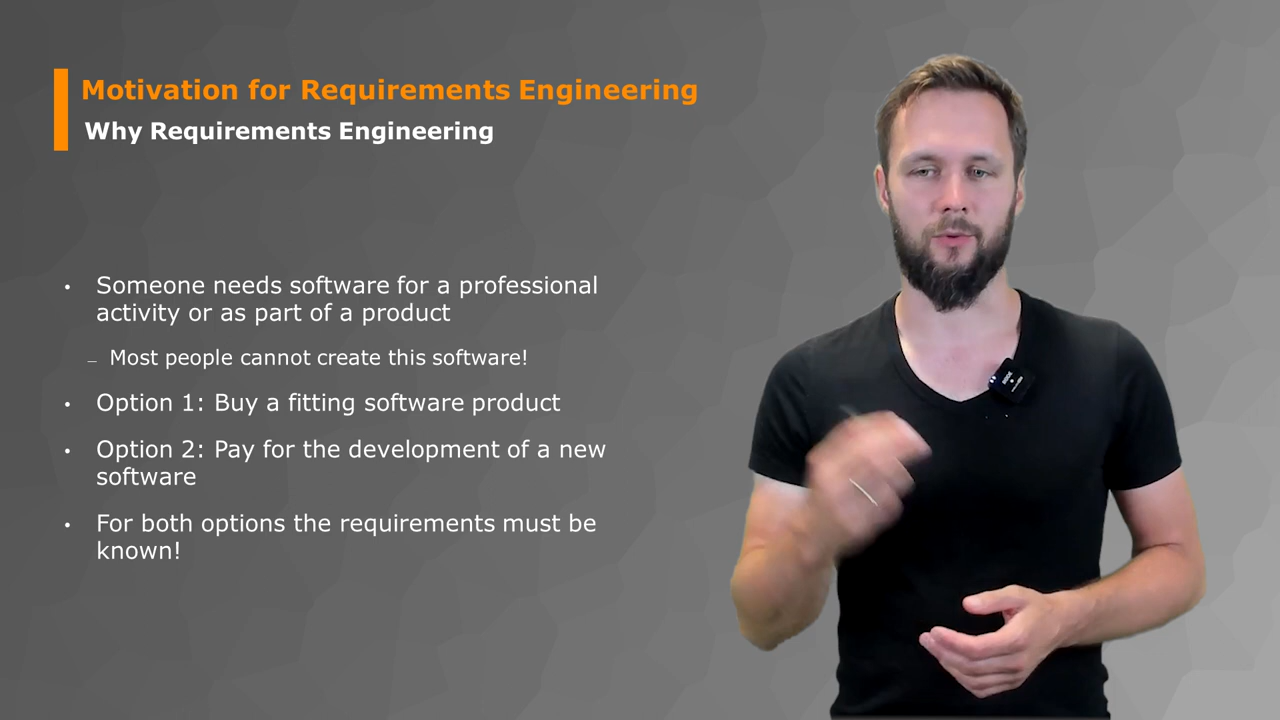 Motivation for Requirements Engineering
Why Requirements Engineering
• Someone needs software for a professional
activity or as part of a product
– Most people cannot create this software!
• Option 1: Buy a fitting software product
• Option 2: Pay for the development of a new
software
• For both options the requirements must be
known!